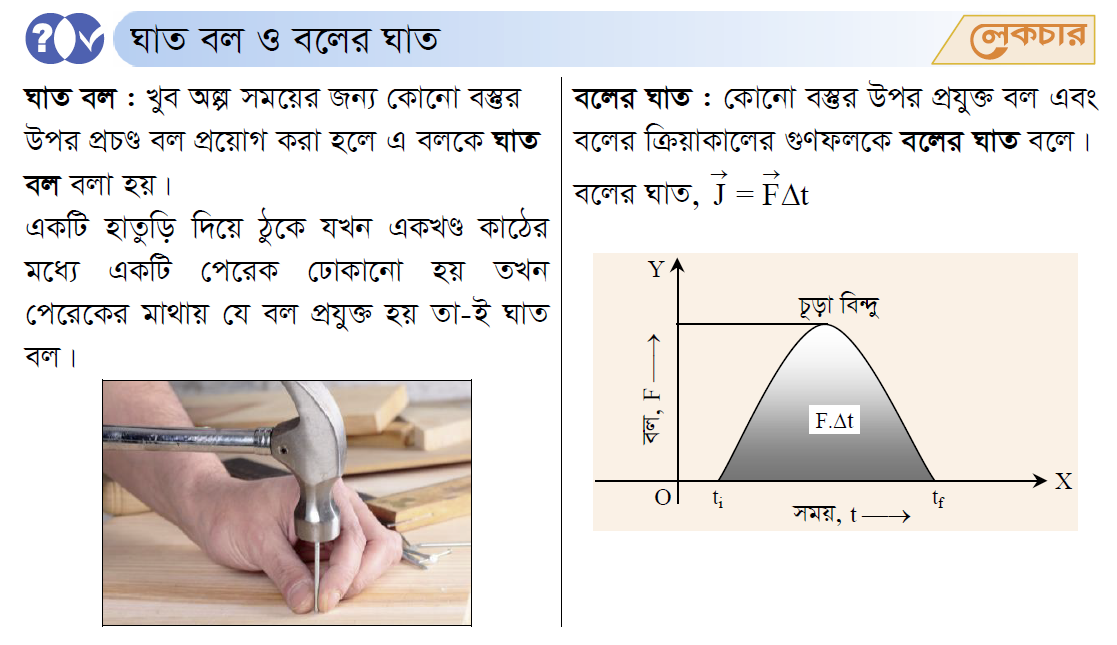 ঘাত বল ও বলের ঘাত
লেকচার
ঘাত বল : খুব অল্প সময়ের জন্য কোনো বস্তুর
উপর প্রচণ্ড বল প্রয়োগ করা হলে এ বলকে ঘাত
বল বলা হয়।
একটি হাতুড়ি দিয়ে ঠুকে যখন একখণ্ড কাঠের
মধ্যে একটি পেরেক ঢোকানো হয় তখন
পেরেকের মাথায় যে বল প্রযুক্ত হয় তা-ই ঘাত
বল।
বলের ঘাত : কোনো বস্তুর উপর প্রযুক্ত বল এবং
বলের ক্রিয়াকালের গুণফলকে বলের ঘাত বলে।
বলের ঘাত, J⃗ = F⃗Δt
Y
চূড়া বিন্দু
বল, F ⟶
F.Δt
X
O
tᵢ
t_f
সময়, t ⟶